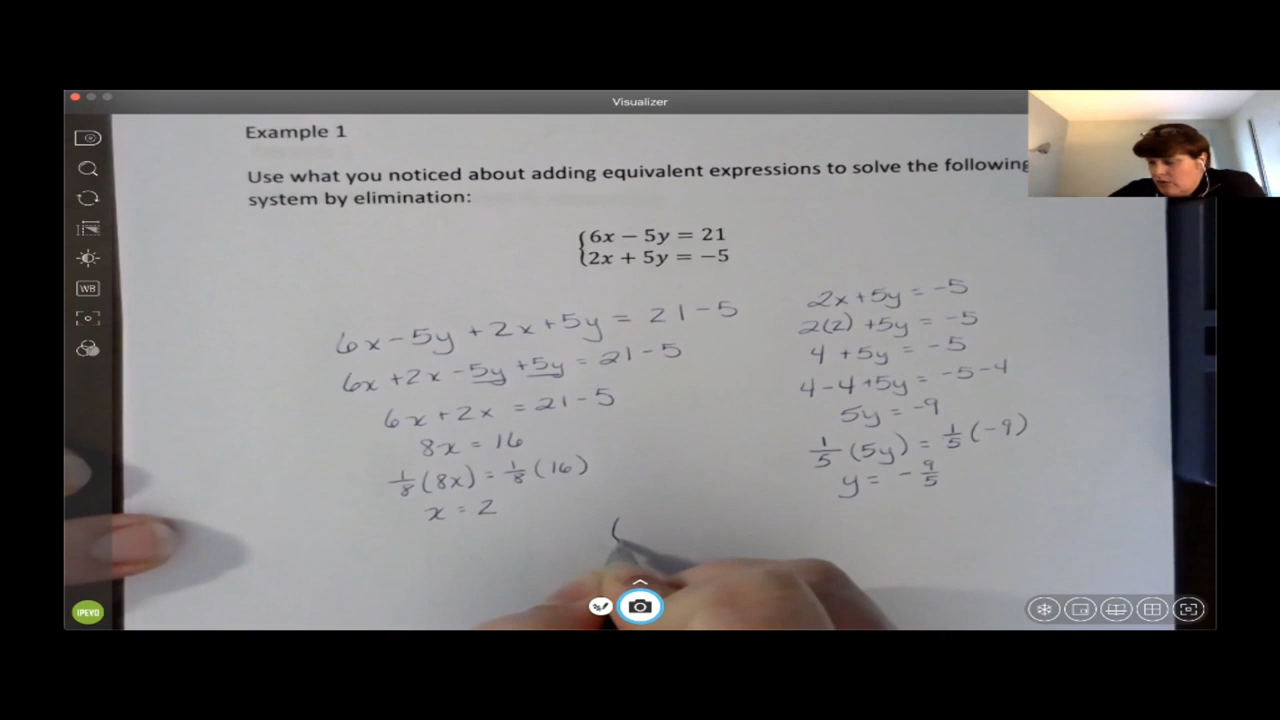 Visualizer
Example 1
Use what you noticed about adding equivalent expressions to solve the following
system by elimination:
6x − 5y = 21
2x + 5y = −5
6x - 5y + 2x + 5y = 21 - 5
6x + 2x - 5y + 5y = 21 - 5
6x + 2x = 21 - 5
8x = 16
1/8 (8x) = 1/8 (16)
x = 2
2x + 5y = -5
2(2) + 5y = -5
4 + 5y = -5
4 - 4 + 5y = -5 - 4
5y = -9
1/5 (5y) = 1/5 (-9)
y = - 9/5
(
WB
IPEVO